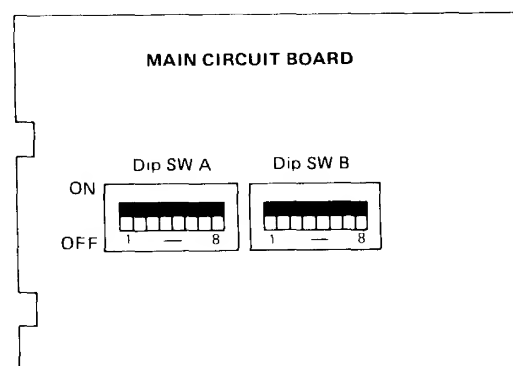 MAIN CIRCUIT BOARD
Dip SW A Dip SW B
ON
OFF
1 — 8 1 — 8